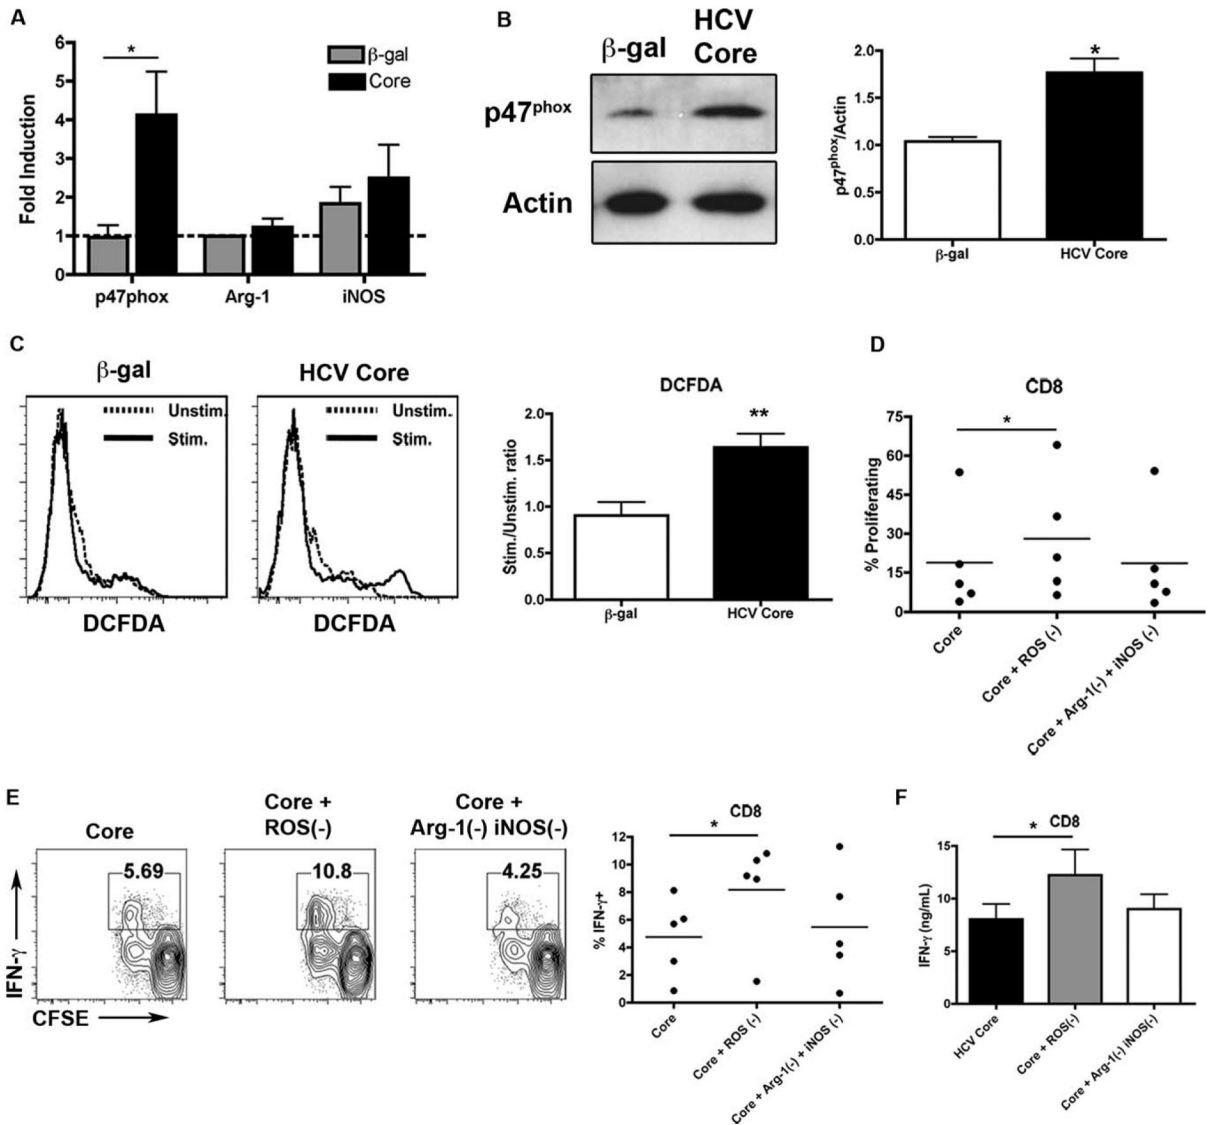 A
6
5
4
3
2
1
0
Fold Induction
*
β-gal
Core
p47phox
Arg-1
iNOS
B
β-gal
HCV
Core
p47phox
Actin
2.0
1.5
1.0
0.5
0.0
p47phox/Actin
*
β-gal
HCV Core
C
β-gal
Unstim.
Stim.
DCFDA
HCV Core
Unstim.
Stim.
DCFDA
DCFDA
2.0
1.5
1.0
0.5
0.0
Stim./Unstim. ratio
**
β-gal
HCV Core
D
CD8
75
60
45
30
15
0
% Proliferating
*
Core
Core + ROS (-)
Core + Arg-1(-) + iNOS (-)
E
Core
5.69
Core +
ROS(-)
10.8
Core +
Arg-1(-) iNOS(-)
4.25
IFN-γ
CFSE
CD8
12
10
8
6
4
2
0
% IFN-γ+
*
Core
Core + ROS (-)
Core + Arg-1(-) + iNOS (-)
F
CD8
15
10
5
0
IFN-γ (ng/mL)
*
HCV Core
Core + ROS(-)
Core + Arg-1(-) iNOS(-)